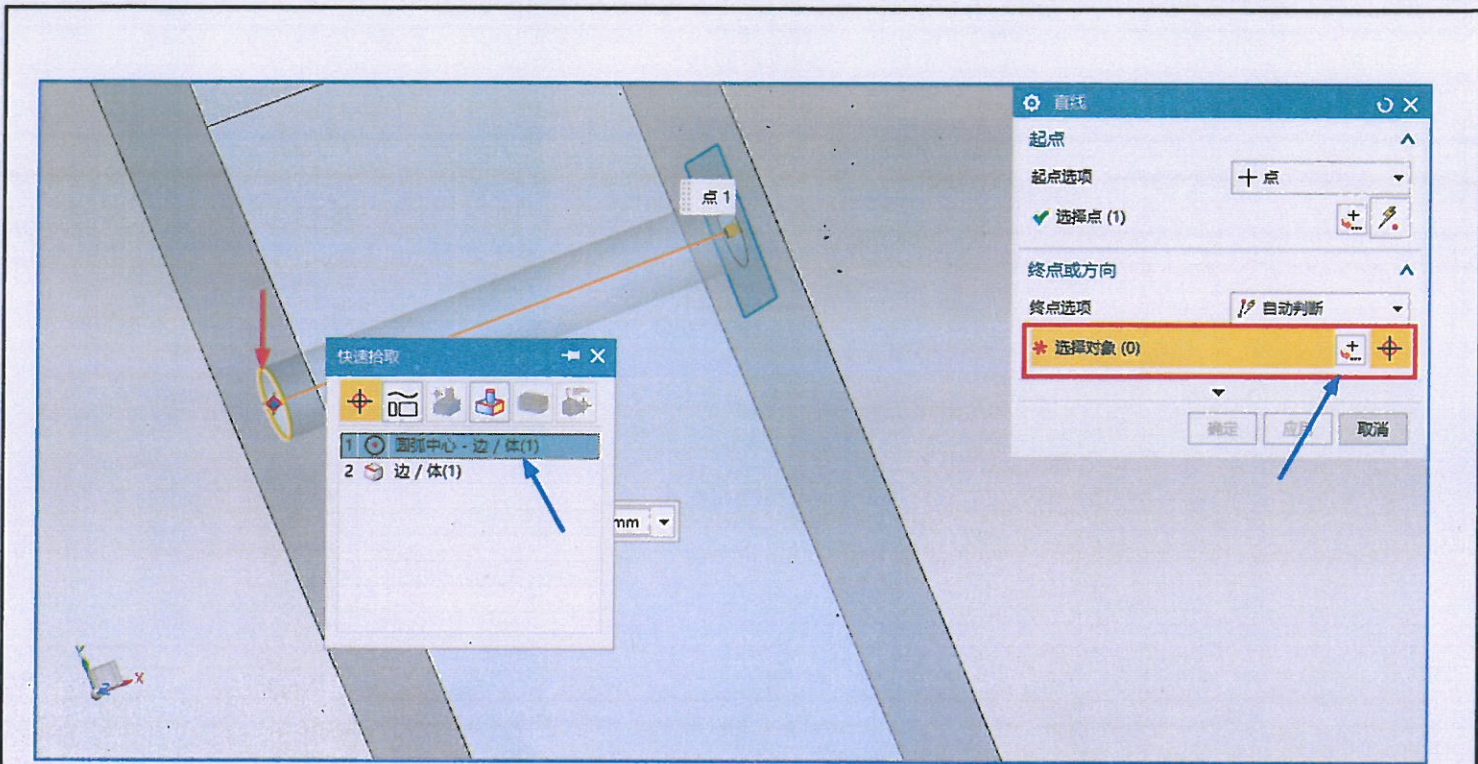 直线
起点
起点选项
点
选择点 (1)
终点或方向
终点选项
自动判断
选择对象 (0)
确定
应用
取消
点 1
快速拾取
1 圆弧中心 - 边 / 体(1)
2 边 / 体(1)
mm
X
Y
Z